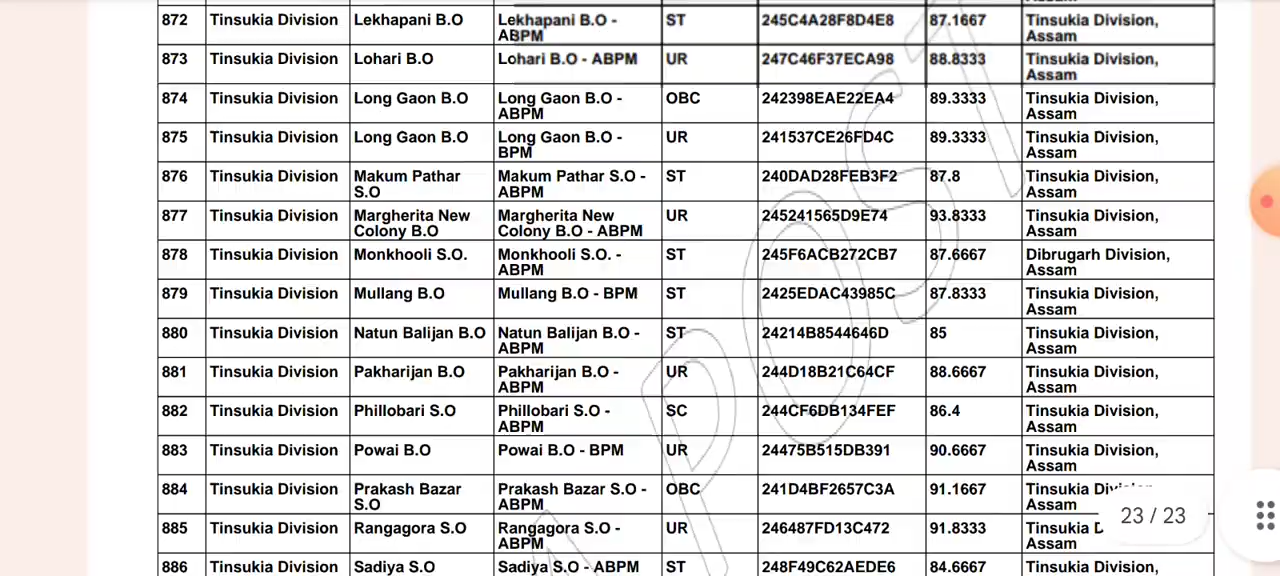 872 Tinsukia Division Lekhapani B.O Lekhapani B.O - ST 245C4A28F8D4E8 87.1667 Tinsukia Division,
ABPM Assam
873 Tinsukia Division Lohari B.O Lohari B.O - ABPM UR 247C46F37ECA98 88.8333 Tinsukia Division,
Assam
874 Tinsukia Division Long Gaon B.O Long Gaon B.O - OBC 242398EAE22EA4 89.3333 Tinsukia Division,
ABPM Assam
875 Tinsukia Division Long Gaon B.O Long Gaon B.O - UR 241537CE26FD4C 89.3333 Tinsukia Division,
BPM Assam
876 Tinsukia Division Makum Pathar Makum Pathar S.O - ST 240DAD28FEB3F2 87.8 Tinsukia Division,
S.O ABPM Assam
877 Tinsukia Division Margherita New Margherita New UR 245241565D9E74 93.8333 Tinsukia Division,
Colony B.O Colony B.O - ABPM Assam
878 Tinsukia Division Monkhooli S.O. Monkhooli S.O. - ST 245F6ACB272CB7 87.6667 Dibrugarh Division,
ABPM Assam
879 Tinsukia Division Mullang B.O Mullang B.O - BPM ST 2425EDAC43985C 87.8333 Tinsukia Division,
Assam
880 Tinsukia Division Natun Balijan B.O Natun Balijan B.O - ST 24214B8544646D 85 Tinsukia Division,
ABPM Assam
881 Tinsukia Division Pakharijan B.O Pakharijan B.O - UR 244D18B21C64CF 88.6667 Tinsukia Division,
ABPM Assam
882 Tinsukia Division Phillobari S.O Phillobari S.O - SC 244CF6DB134FEF 86.4 Tinsukia Division,
ABPM Assam
883 Tinsukia Division Powai B.O Powai B.O - BPM UR 24475B515DB391 90.6667 Tinsukia Division,
Assam
884 Tinsukia Division Prakash Bazar Prakash Bazar S.O - OBC 241D4BF2657C3A 91.1667 Tinsukia
S.O ABPM Assam
885 Tinsukia Division Rangagora S.O Rangagora S.O - UR 246487FD13C472 91.8333 Tinsukia
ABPM Assam
886 Tinsukia Division Sadiya S.O Sadiya S.O - ABPM ST 248F49C62AEDE6 84.6667 Tinsukia Division,
23 / 23
POST